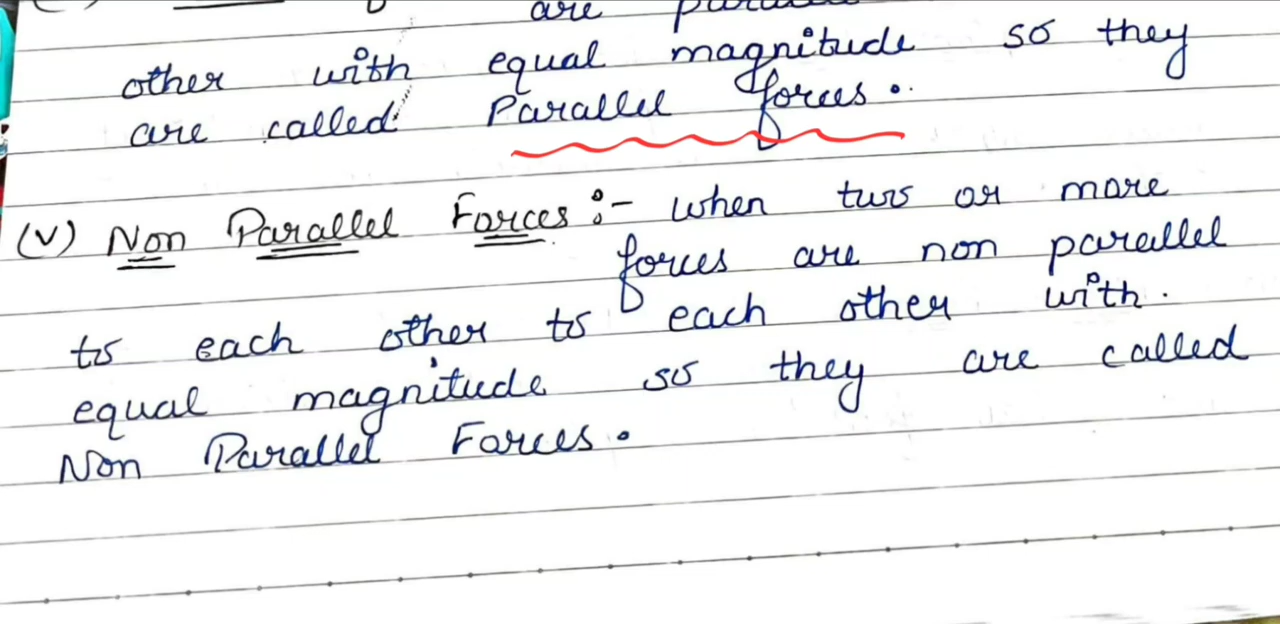 are
other with equal magnitude so they
are called Parallel forces.
(v) Non Parallel Forces :- when two or more
forces are non parallel
to each other to each other with.
equal magnitude so they are called
Non Parallel Forces.